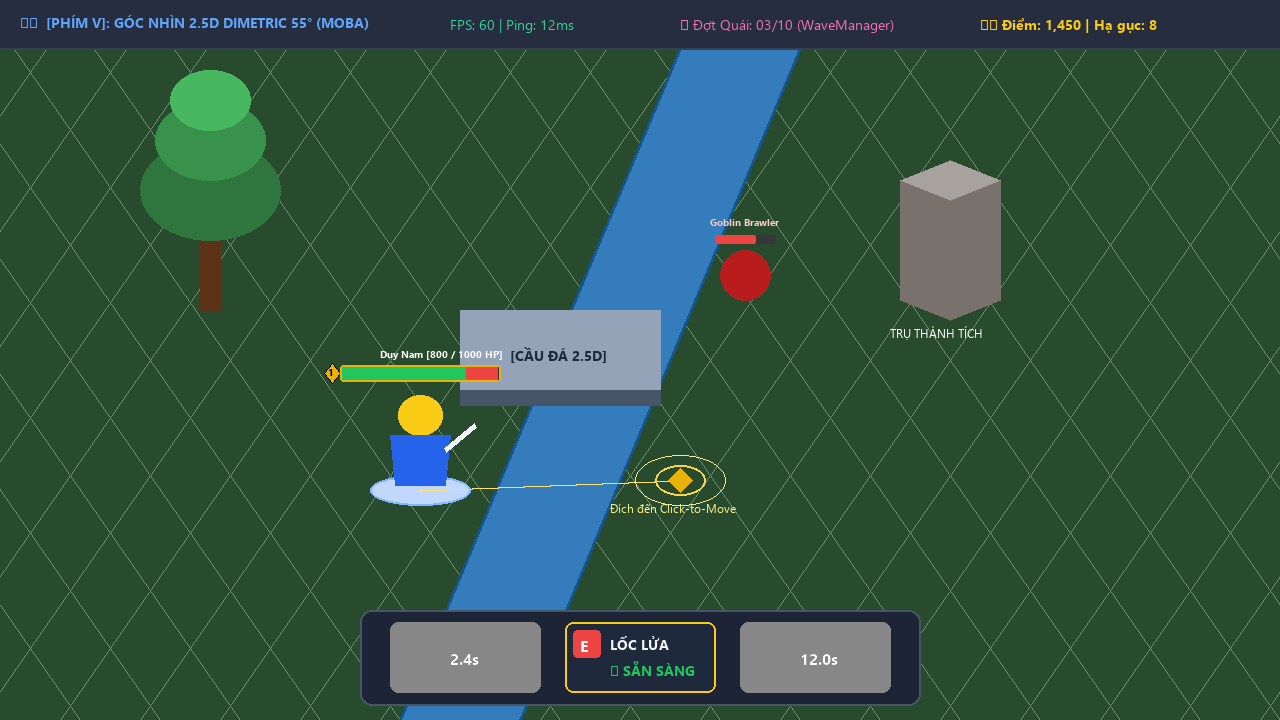 [PHÍM V]: GÓC NHÌN 2.5D DIMETRIC 55° (MOBA)
FPS: 60 | Ping: 12ms
Đợt Quái: 03/10 (WaveManager)
Điểm: 1,450 | Hạ gục: 8
Goblin Brawler
TRỤ THÀNH TÍCH
Duy Nam [800 / 1000 HP]
[CẦU ĐÁ 2.5D]
1
Đích đến Click-to-Move
2.4s
E
LỐC LỬA
SẴN SÀNG
12.0s